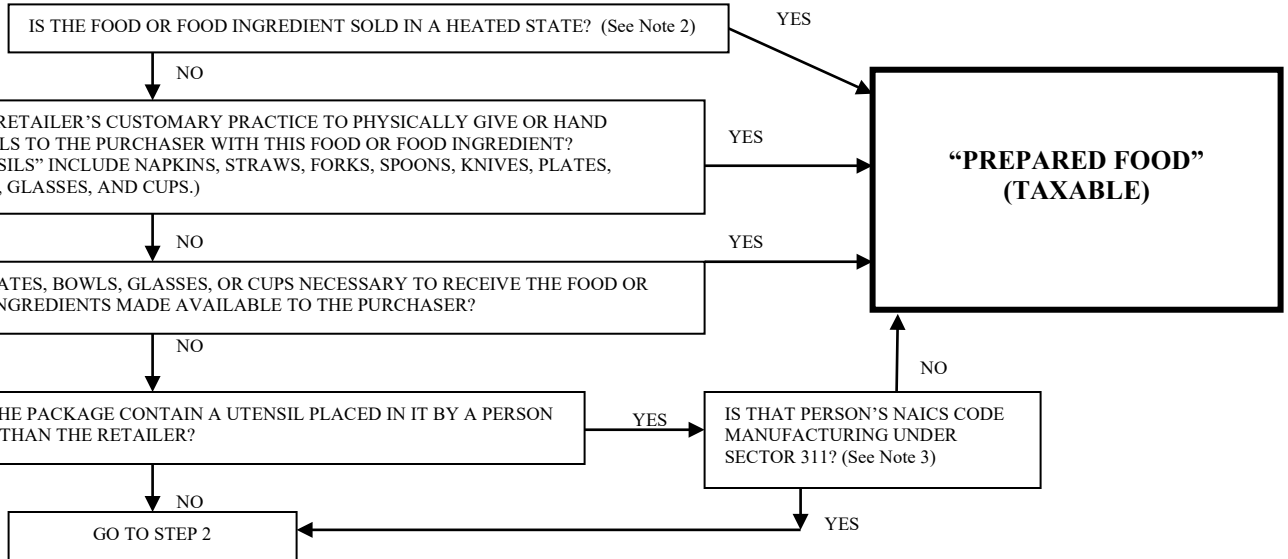 IS THE FOOD OR FOOD INGREDIENT SOLD IN A HEATED STATE? (See Note 2)
YES
NO
RETAILER’S CUSTOMARY PRACTICE TO PHYSICALLY GIVE OR HAND
LS TO THE PURCHASER WITH THIS FOOD OR FOOD INGREDIENT?
SILS” INCLUDE NAPKINS, STRAWS, FORKS, SPOONS, KNIVES, PLATES,
, GLASSES, AND CUPS.)
YES
“PREPARED FOOD”
(TAXABLE)
NO
YES
ATES, BOWLS, GLASSES, OR CUPS NECESSARY TO RECEIVE THE FOOD OR
NGREDIENTS MADE AVAILABLE TO THE PURCHASER?
NO
NO
HE PACKAGE CONTAIN A UTENSIL PLACED IN IT BY A PERSON
THAN THE RETAILER?
YES
IS THAT PERSON’S NAICS CODE
MANUFACTURING UNDER
SECTOR 311? (See Note 3)
NO
YES
GO TO STEP 2